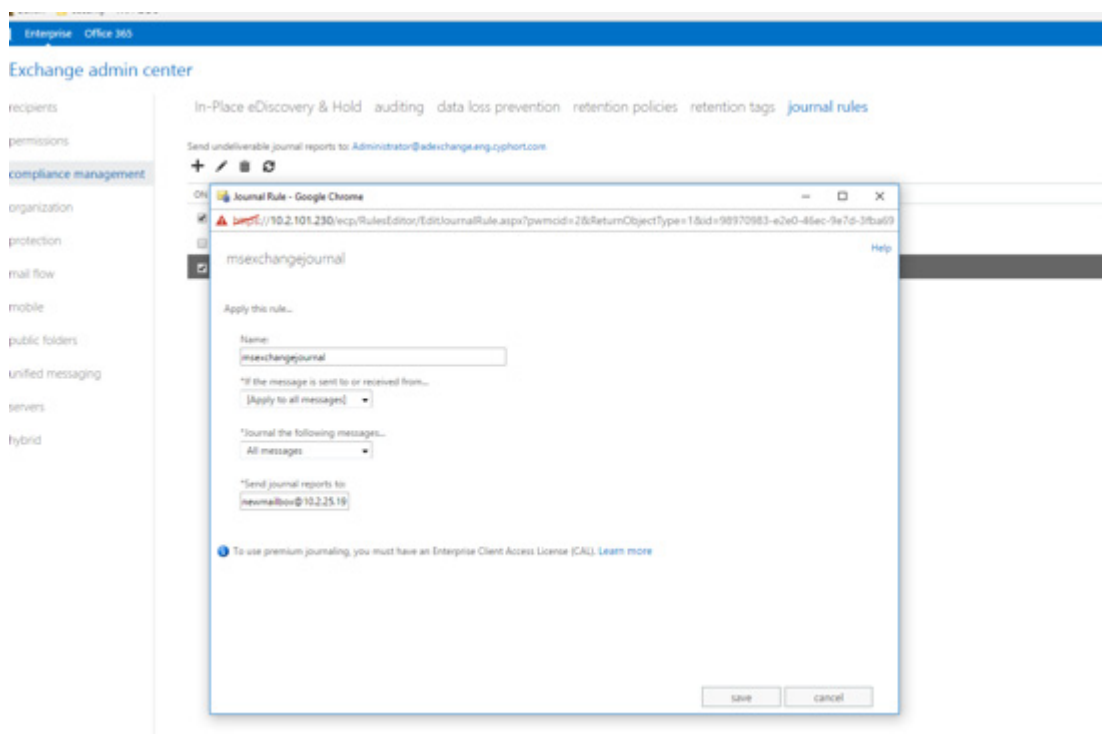 Enterprise Office 365
Exchange admin center
recipients
permissions
compliance management
organization
protection
mail flow
mobile
public folders
unified messaging
servers
hybrid
In-Place eDiscovery & Hold auditing data loss prevention retention policies retention tags journal rules
Send undeliverable journal reports to: Administrator@adexchange.eng.cyphort.com
ON
Journal Rule - Google Chrome
https://10.2.101.230/ecp/RulesEditor/EditJournalRule.aspx?pwmcid=2&ReturnObjectType=1&id=98970983-e2e0-46ec-9e7d-3fba69
Help
msexchangejournal
Apply this rule...
Name:
msexchangejournal
*If the message is sent to or received from...
[Apply to all messages]
*Journal the following messages...
All messages
*Send journal reports to:
newmailbox@10.2.25.19
To use premium journaling, you must have an Enterprise Client Access License (CAL). Learn more
save cancel